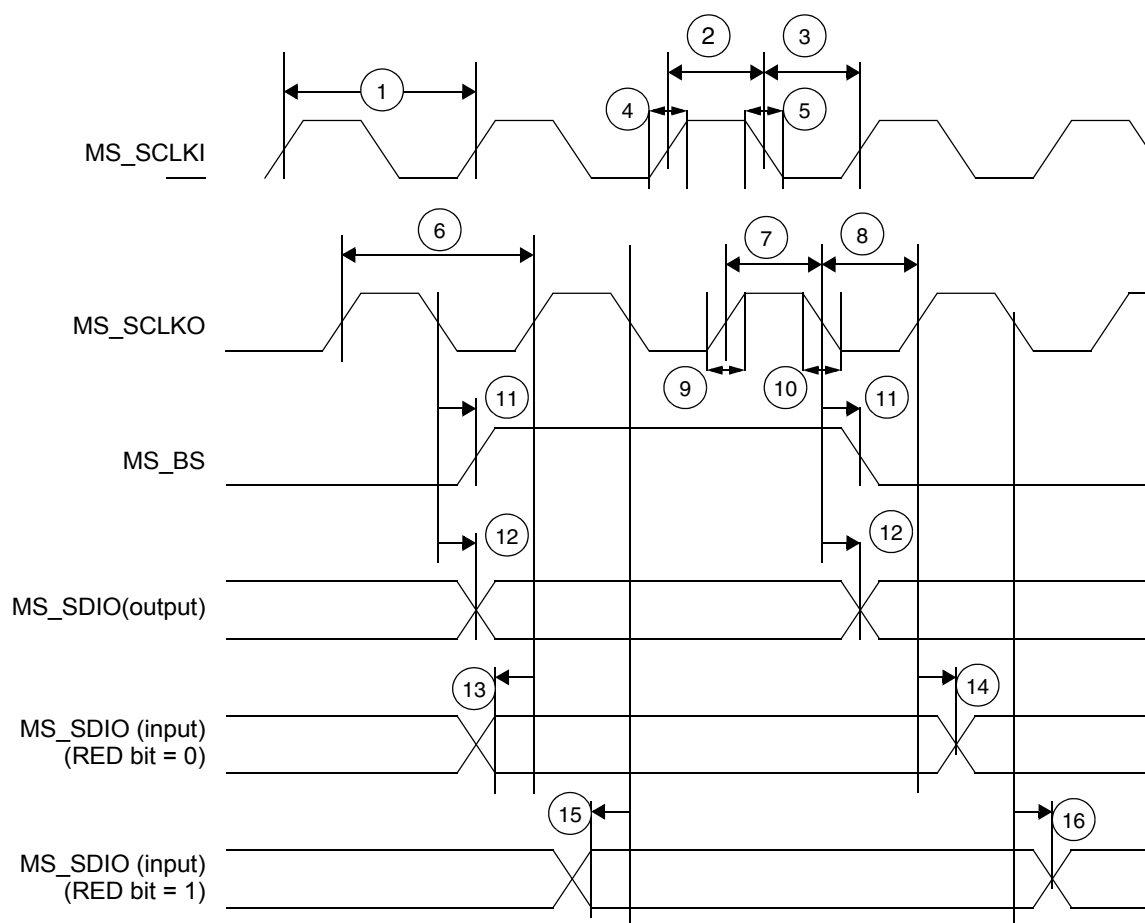 2
3
1
4
5
MS_SCLKI
6
7
8
MS_SCLKO
9
10
11
11
MS_BS
12
12
MS_SDIO(output)
13
14
MS_SDIO (input)
(RED bit = 0)
15
16
MS_SDIO (input)
(RED bit = 1)